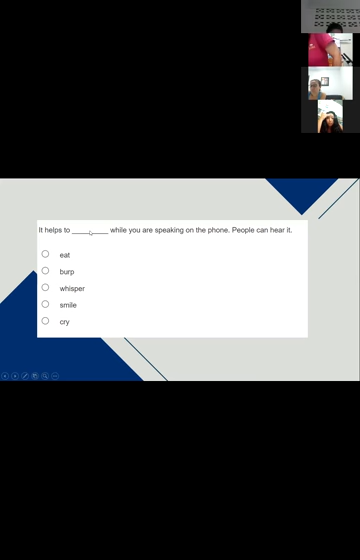 It helps to _________ while you are speaking on the phone. People can hear it.
eat
burp
whisper
smile
cry